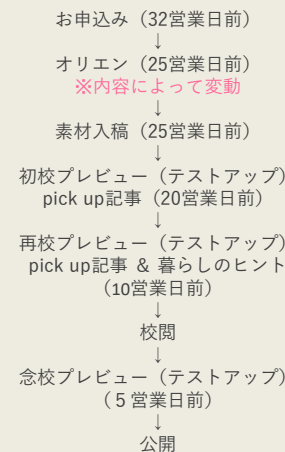 お申込み（32営業日前）
↓
オリエン（25営業日前）
※内容によって変動
↓
素材入稿（25営業日前）
↓
初校プレビュー（テストアップ）
pick up記事（20営業日前）
↓
再校プレビュー（テストアップ）
pick up記事 ＆ 暮らしのヒント
（10営業日前）
↓
校閲
↓
念校プレビュー（テストアップ）
（５営業日前）
↓
公開